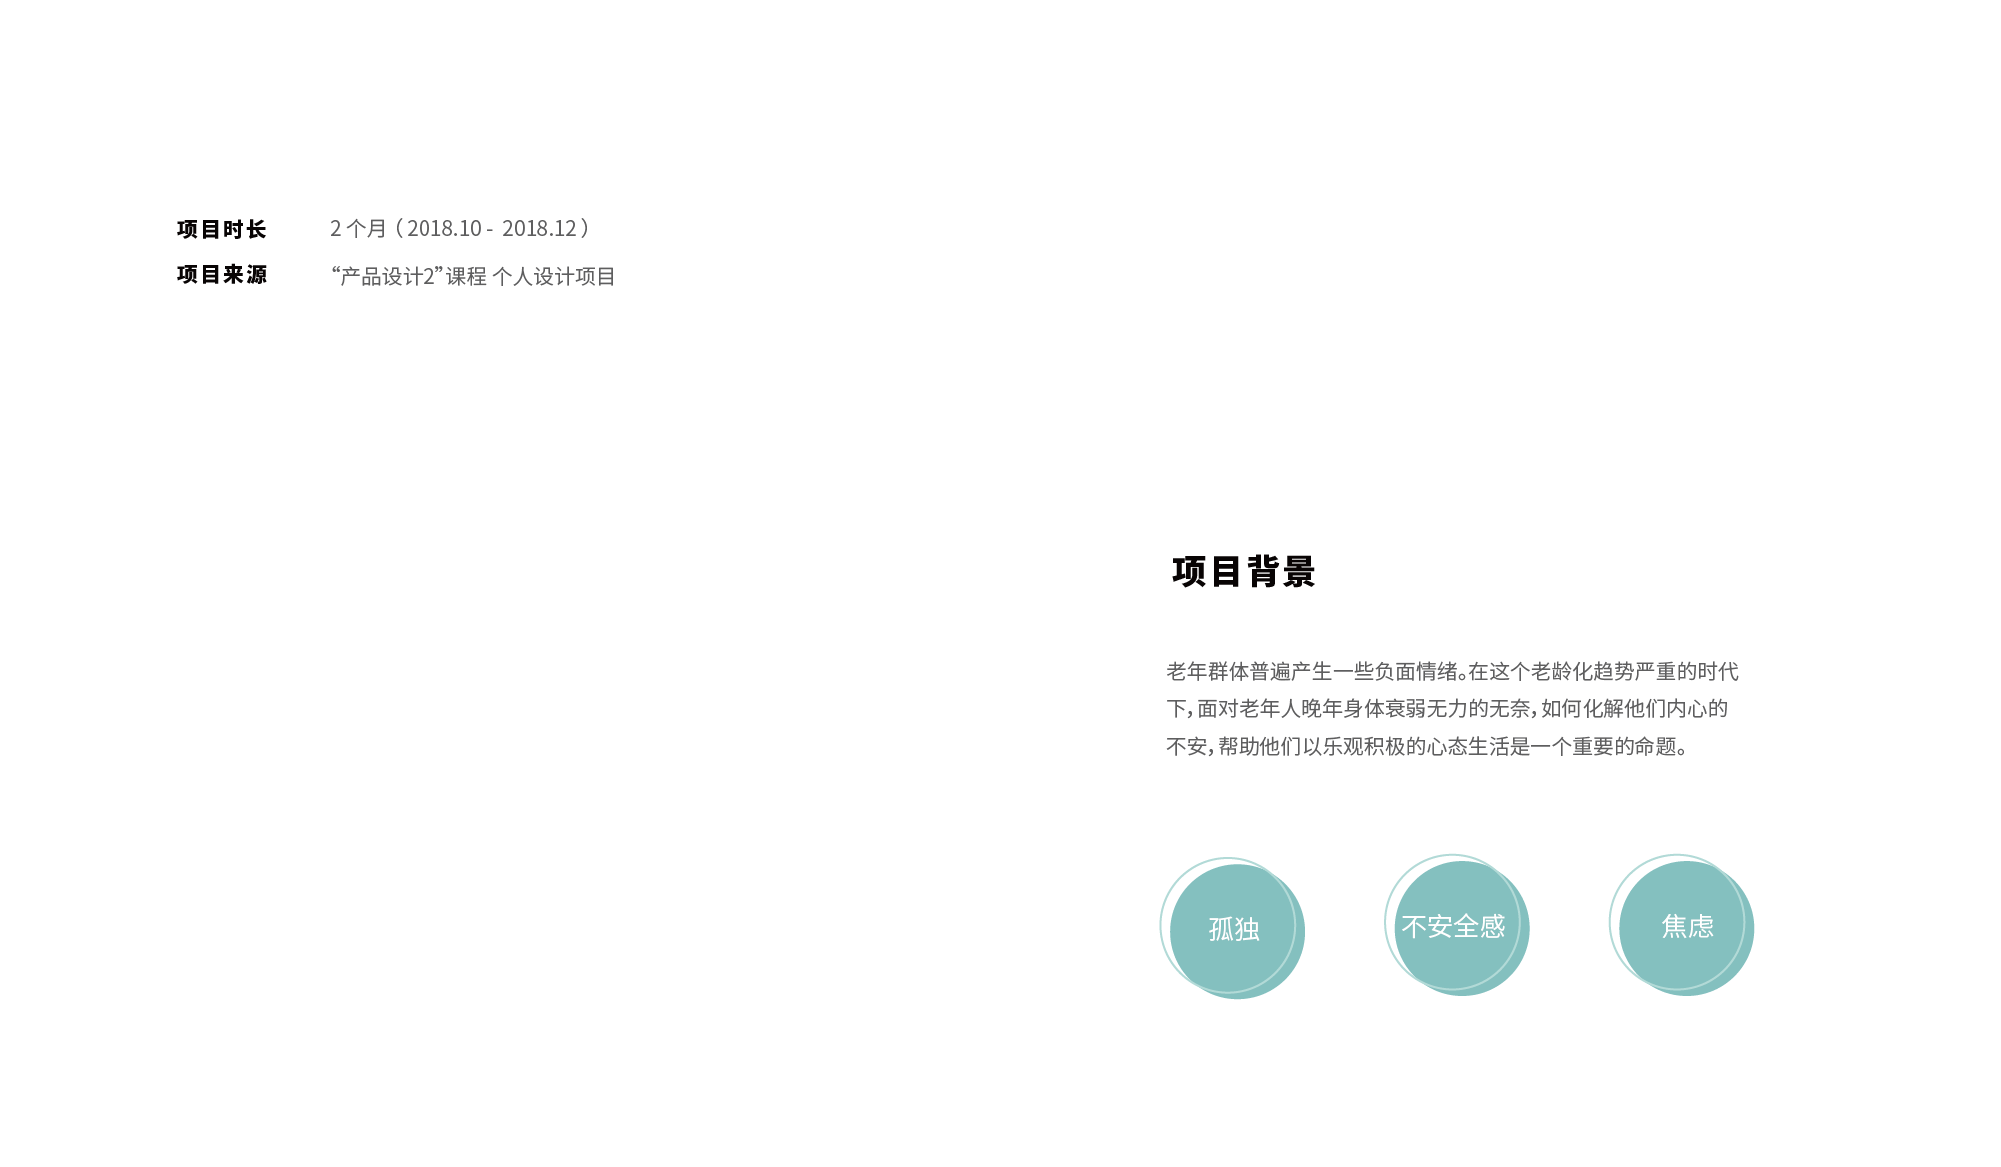 项目时长 2 个月（2018.10 - 2018.12）
项目来源 “产品设计2”课程 个人设计项目
项目背景
老年群体普遍产生一些负面情绪。在这个老龄化趋势严重的时代
下，面对老年人晚年身体衰弱无力的无奈，如何化解他们内心的
不安，帮助他们以乐观积极的心态生活是一个重要的命题。
孤独
不安全感
焦虑